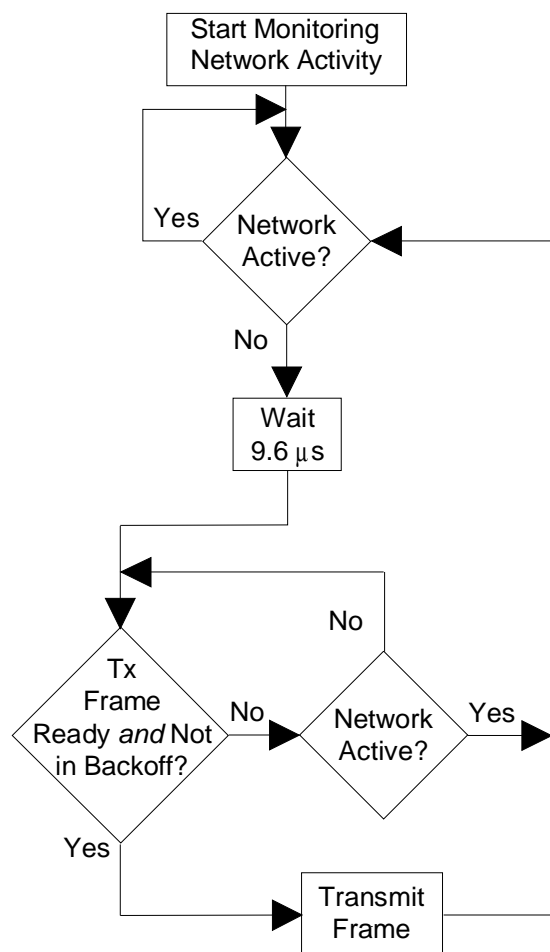 Start Monitoring
Network Activity
Yes
Network
Active?
No
Wait
9.6 μs
No
Tx
Frame
Ready and Not
in Backoff?
No
Network
Active?
Yes
Yes
Transmit
Frame